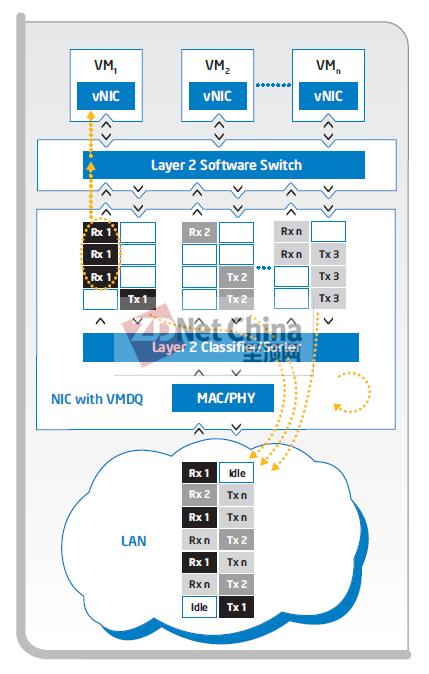 VM1 VM2 VMn
vNIC vNIC vNIC
Layer 2 Software Switch
Rx 1 Rx 2 Rx n
Rx 1 Rx n Tx 3
Rx 1 Tx 2 Tx 3
Tx 1 Tx 2 Tx 3
ZDNet China
至顶网
Layer 2 Classifier/Sorter
NIC with VMDQ MAC/PHY
LAN
Rx 1 Idle
Rx 2 Tx n
Rx 1 Tx n
Rx n Tx 2
Rx 1 Tx n
Rx n Tx 2
Idle Tx 1